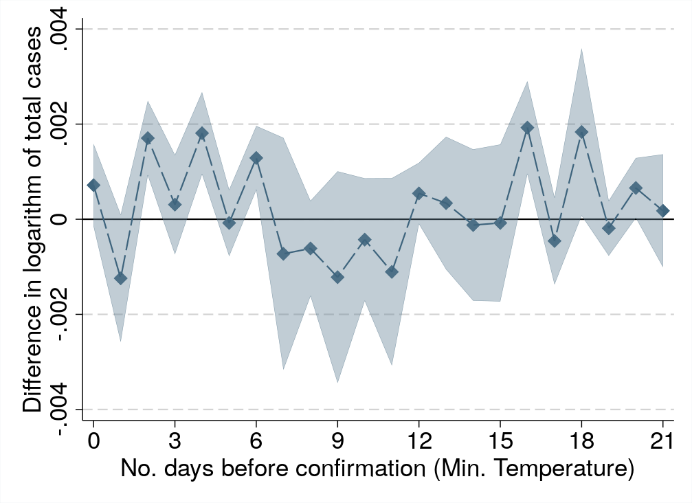 Difference in logarithm of total cases
.004
.002
0
-.002
-.004
0 3 6 9 12 15 18 21
No. days before confirmation (Min. Temperature)